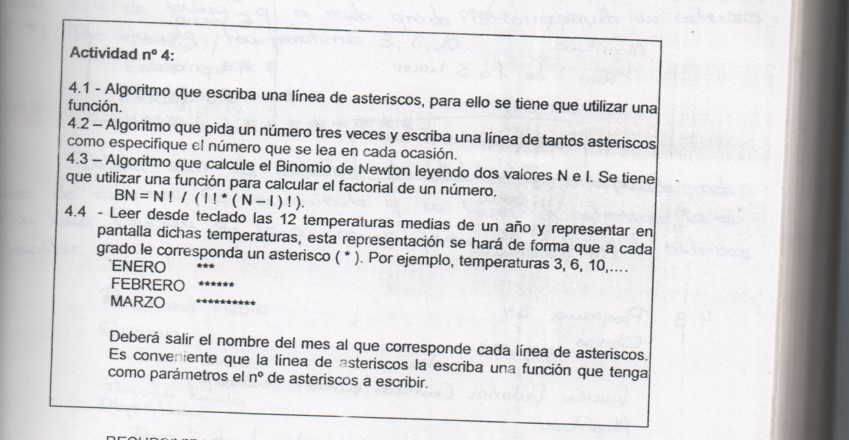 Actividad nº 4:
4.1 - Algoritmo que escriba una línea de asteriscos, para ello se tiene que utilizar una
función.
4.2 – Algoritmo que pida un número tres veces y escriba una línea de tantos asteriscos
como especifique el número que se lea en cada ocasión.
4.3 – Algoritmo que calcule el Binomio de Newton leyendo dos valores N e I. Se tiene
que utilizar una función para calcular el factorial de un número.
BN = N ! / ( I ! * ( N – I ) ! ).
4.4 - Leer desde teclado las 12 temperaturas medias de un año y representar en
pantalla dichas temperaturas, esta representación se hará de forma que a cada
grado le corresponda un asterisco ( * ). Por ejemplo, temperaturas 3, 6, 10,....
ENERO ***
FEBRERO ******
MARZO **********
Deberá salir el nombre del mes al que corresponde cada línea de asteriscos.
Es conveniente que la línea de asteriscos la escriba una función que tenga
como parámetros el nº de asteriscos a escribir.